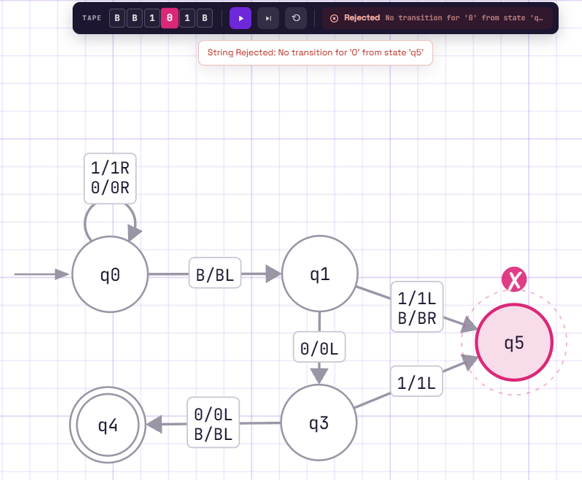 TAPE B B 1 0 1 B Rejected No transition for '0' from state 'q…
String Rejected: No transition for '0' from state 'q5'
1/1R
0/0R
q0
B/BL
q1
1/1L
B/BR
X
q5
0/0L
1/1L
q4
0/0L
B/BL
q3